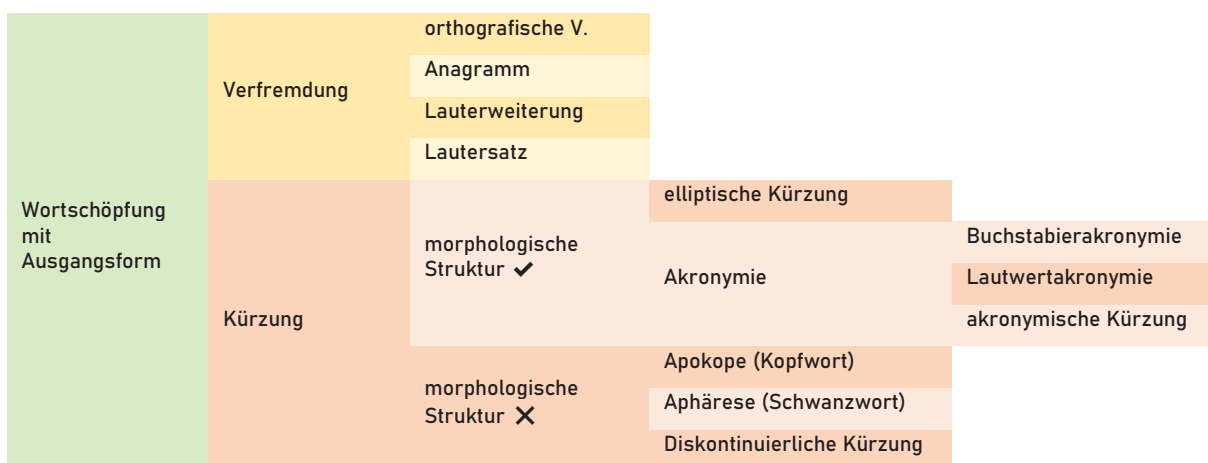 Wortschöpfung
mit
Ausgangsform
Verfremdung
orthografische V.
Anagramm
Lauterweiterung
Lautersatz
Kürzung
morphologische
Struktur ✔
elliptische Kürzung
Akronymie
Buchstabierakronymie
Lautwertakronymie
akronymische Kürzung
morphologische
Struktur ✕
Apokope (Kopfwort)
Aphärese (Schwanzwort)
Diskontinuierliche Kürzung